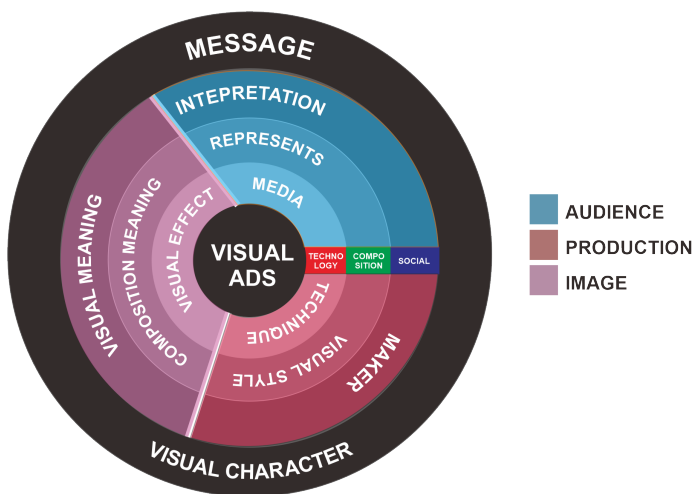 MESSAGE
INTEPRETATION
REPRESENTS
MEDIA
VISUAL MEANING
COMPOSITION MEANING
VISUAL EFFECT
VISUAL
ADS
TECHNO
LOGY
COMPO
SITION
SOCIAL
TECHNIQUE
VISUAL STYLE
MAKER
VISUAL CHARACTER
AUDIENCE
PRODUCTION
IMAGE